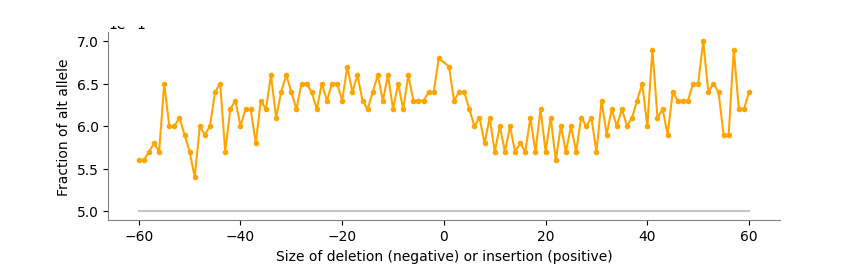 Fraction of alt allele
7.0
6.5
6.0
5.5
5.0
−60 −40 −20 0 20 40 60
Size of deletion (negative) or insertion (positive)